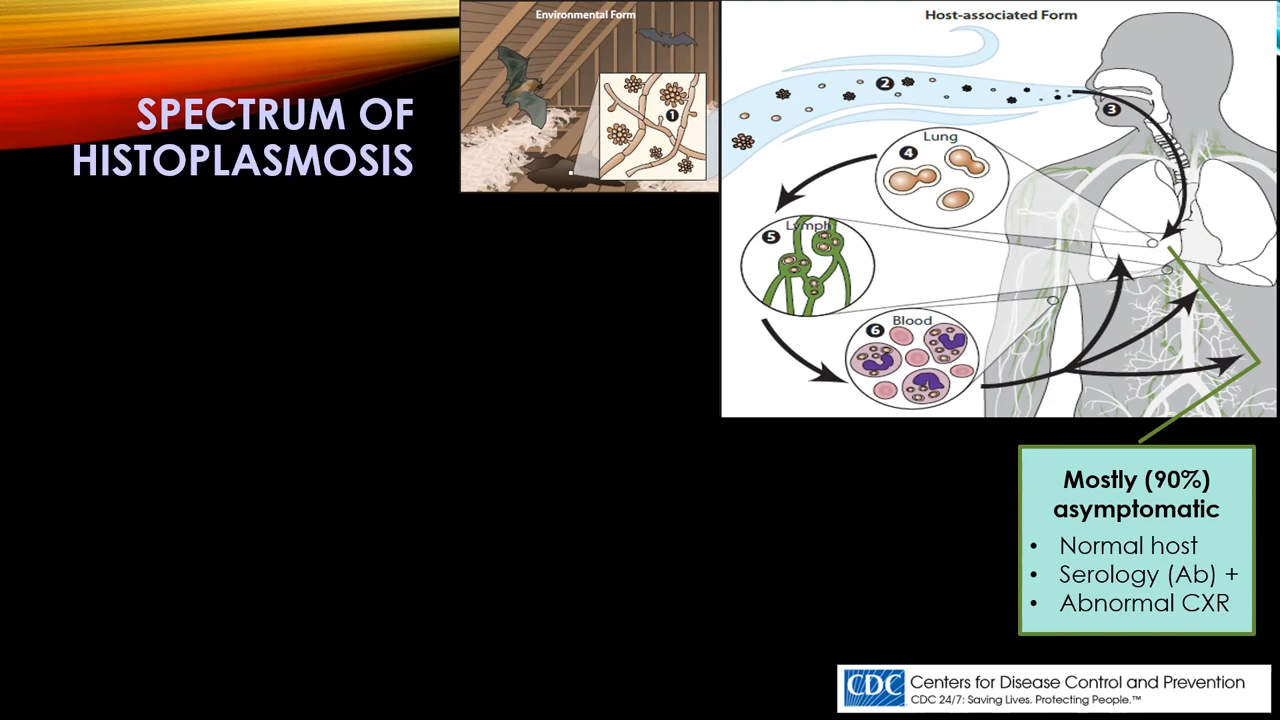 SPECTRUM OF
HISTOPLASMOSIS
Environmental Form
1
Host-associated Form
2
3
Lung
4
Lymph
5
Blood
6
Mostly (90%)
asymptomatic
• Normal host
• Serology (Ab) +
• Abnormal CXR
CDC
Centers for Disease Control and Prevention
CDC 24/7: Saving Lives. Protecting People.™